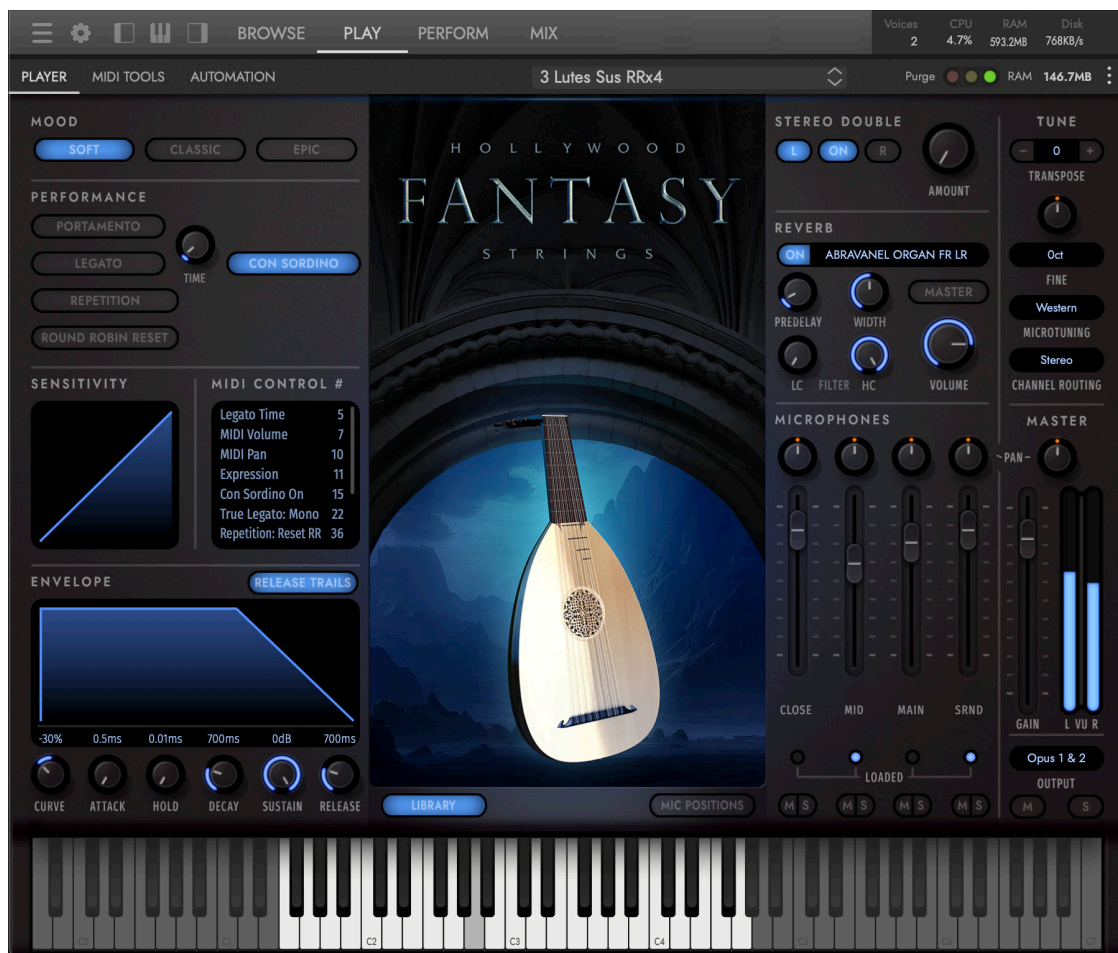 BROWSE PLAY PERFORM MIX
Voices CPU RAM Disk
2 4.7% 593.2MB 768KB/s
PLAYER MIDI TOOLS AUTOMATION 3 Lutes Sus RRx4 Purge RAM 146.7MB
MOOD
SOFT CLASSIC EPIC
PERFORMANCE
PORTAMENTO
LEGATO
TIME
CON SORDINO
REPETITION
ROUND ROBIN RESET
SENSITIVITY
MIDI CONTROL #
Legato Time 5
MIDI Volume 7
MIDI Pan 10
Expression 11
Con Sordino On 15
True Legato: Mono 22
Repetition: Reset RR 36
ENVELOPE RELEASE TRAILS
-30% 0.5ms 0.01ms 700ms 0dB 700ms
CURVE ATTACK HOLD DECAY SUSTAIN RELEASE
HOLLYWOOD
FANTASY
STRINGS
LIBRARY MIC POSITIONS
STEREO DOUBLE
L ON R
AMOUNT
REVERB
ON ABRAVANEL ORGAN FR LR
MASTER
PREDELAY WIDTH
LC FILTER HC VOLUME
MICROPHONES
~PAN-
CLOSE MID MAIN SRND
LOADED
M S M S M S M S
TUNE
- 0 +
TRANSPOSE
0ct
FINE
Western
MICROTUNING
Stereo
CHANNEL ROUTING
MASTER
GAIN L VU R
Opus 1 & 2
OUTPUT
M S
C0 C1 C2 C3 C4 C5 C6 C7